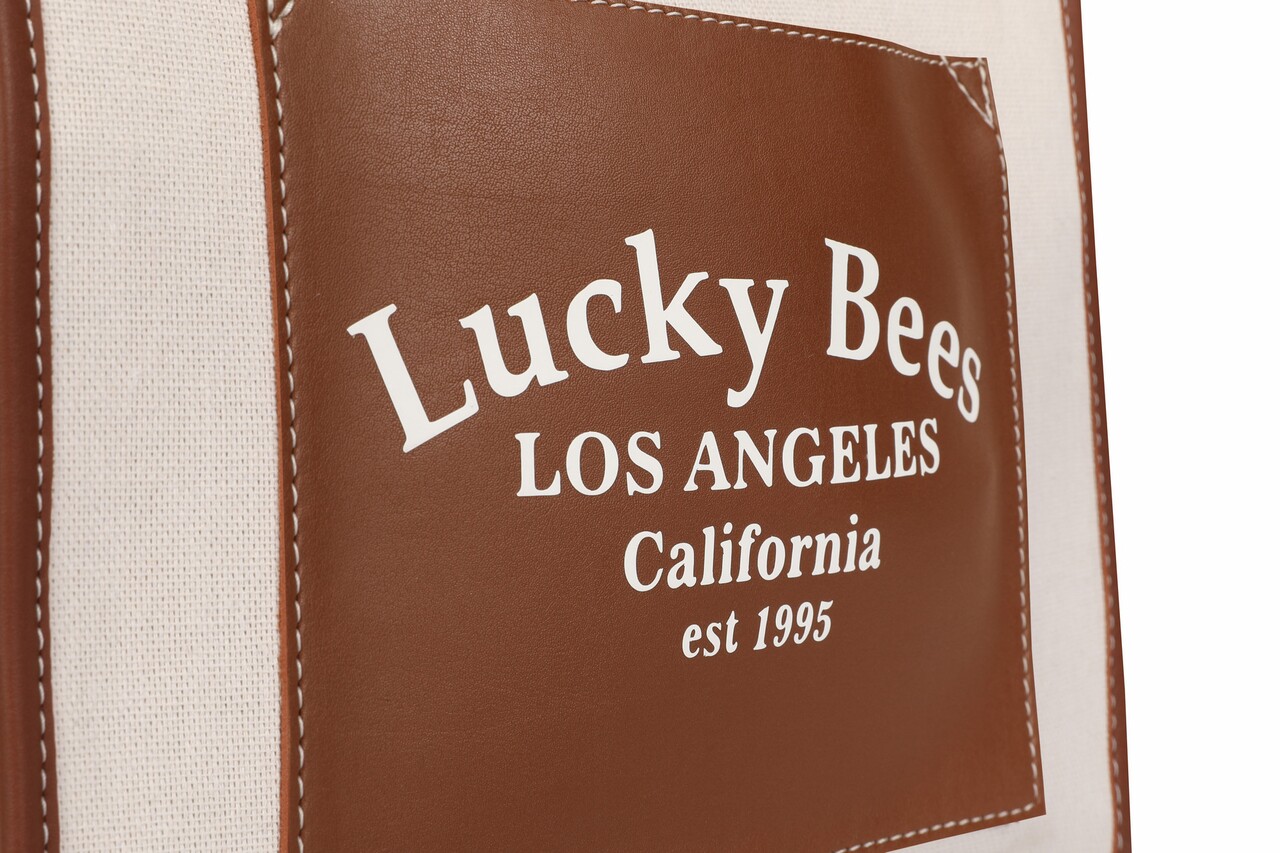 Lucky Bees
LOS ANGELES
California
est 1995